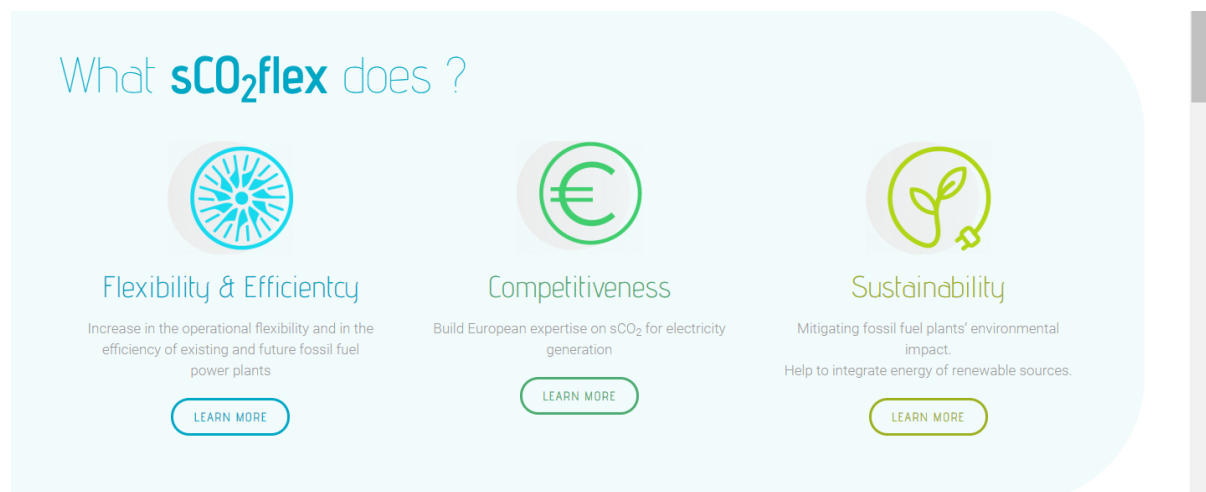 What sCO₂flex does ?
Flexibility & Efficientcy
Increase in the operational flexibility and in the
efficiency of existing and future fossil fuel
power plants
LEARN MORE
Competitiveness
Build European expertise on sCO₂ for electricity
generation
LEARN MORE
Sustainability
Mitigating fossil fuel plants' environmental
impact.
Help to integrate energy of renewable sources.
LEARN MORE